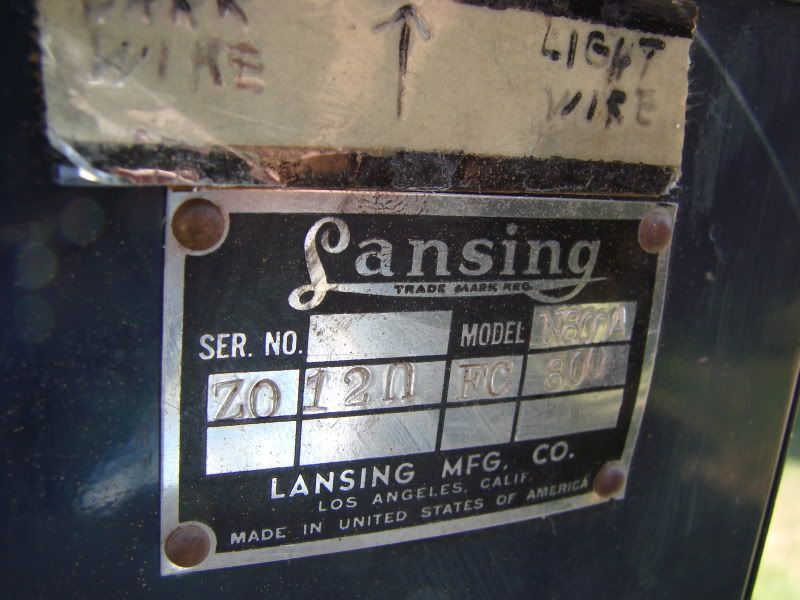 DARK LIGHT
WIRE WIRE
Lansing
TRADE MARK REG.
SER. NO. MODEL N800A
ZO 12Ω FC 800
LANSING MFG. CO.
LOS ANGELES, CALIF.
MADE IN UNITED STATES OF AMERICA